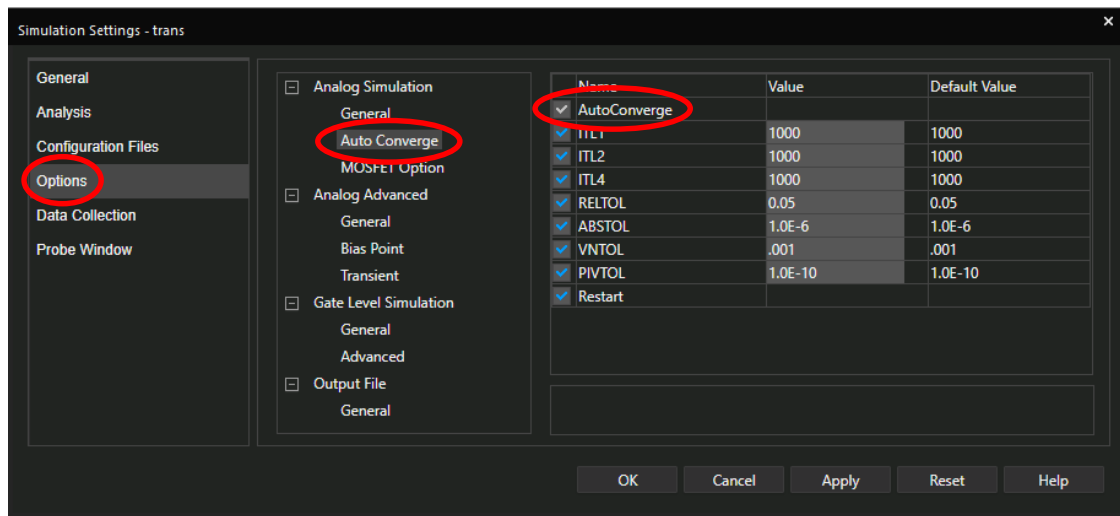 Simulation Settings - trans
General
Analysis
Configuration Files
Options
Data Collection
Probe Window
Analog Simulation
General
Auto Converge
MOSFET Option
Analog Advanced
General
Bias Point
Transient
Gate Level Simulation
General
Advanced
Output File
General
Name Value Default Value
AutoConverge
ITL1 1000 1000
ITL2 1000 1000
ITL4 1000 1000
RELTOL 0.05 0.05
ABSTOL 1.0E-6 1.0E-6
VNTOL .001 .001
PIVTOL 1.0E-10 1.0E-10
Restart
OK Cancel Apply Reset Help